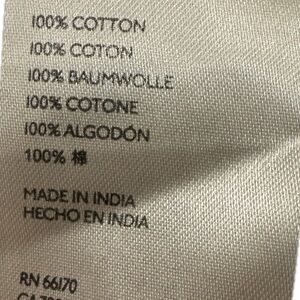 100% COTTON
100% COTON
100% BAUMWOLLE
100% COTONE
100% ALGODÓN
100% 棉
MADE IN INDIA
HECHO EN INDIA
RN 66170